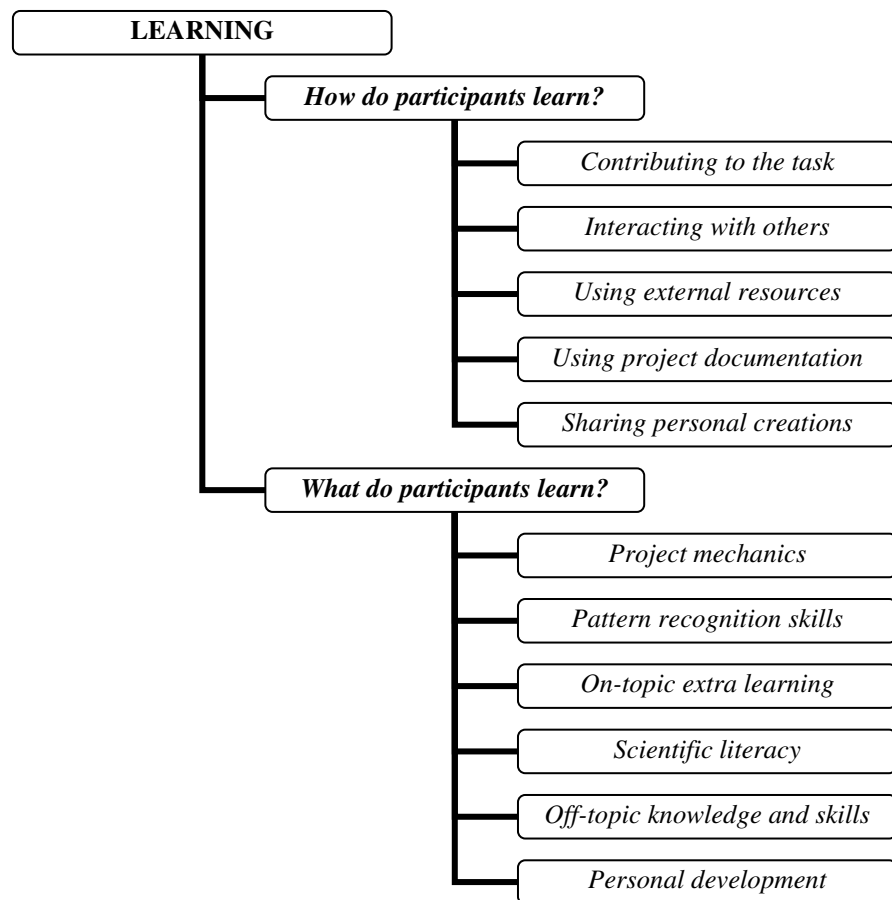 LEARNING
How do participants learn?
Contributing to the task
Interacting with others
Using external resources
Using project documentation
Sharing personal creations
What do participants learn?
Project mechanics
Pattern recognition skills
On-topic extra learning
Scientific literacy
Off-topic knowledge and skills
Personal development